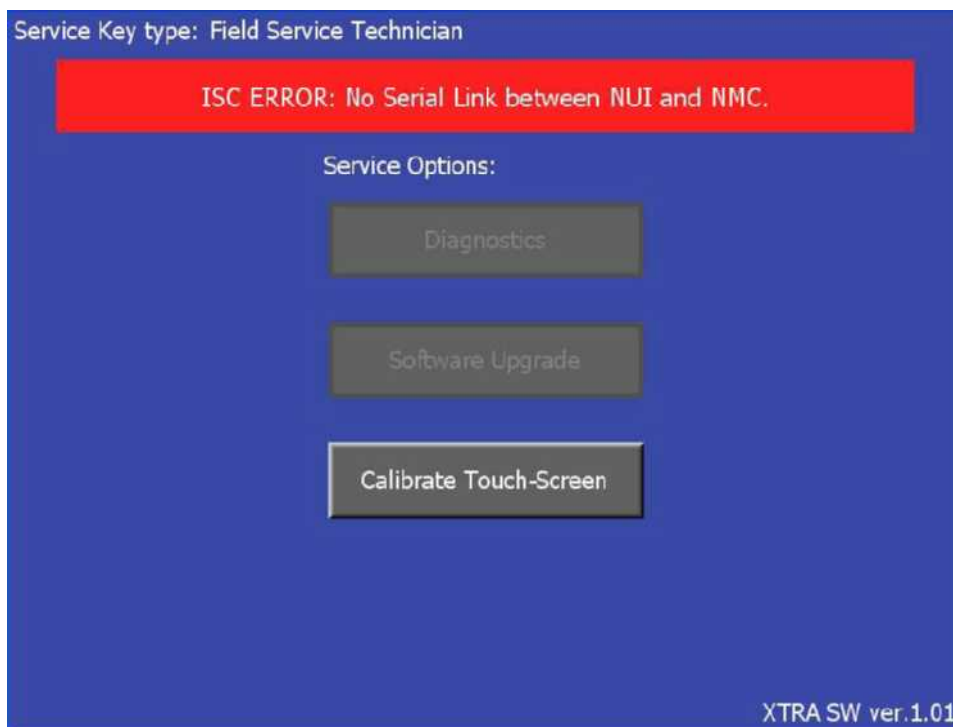 Service Key type: Field Service Technician
ISC ERROR: No Serial Link between NUI and NMC.
Service Options:
Diagnostics
Software Upgrade
Calibrate Touch-Screen
XTRA SW ver.1.01